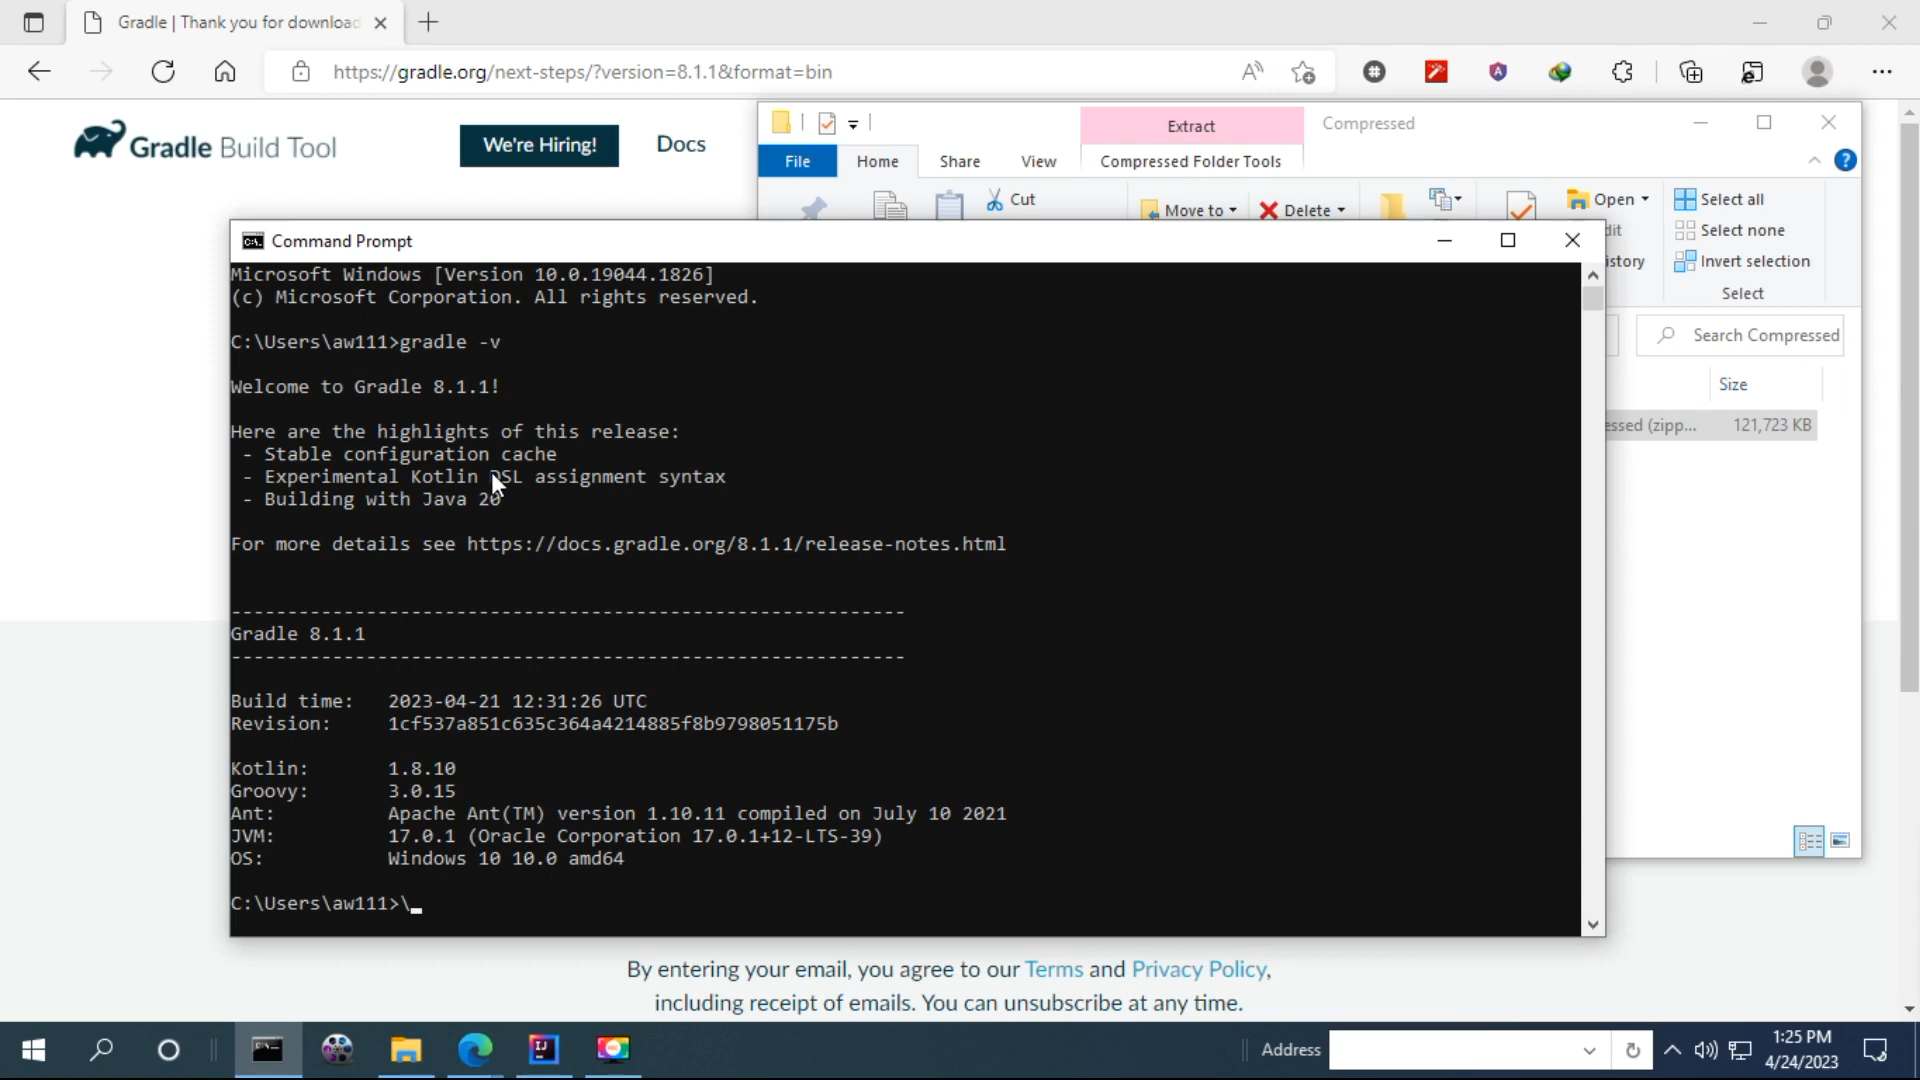 Gradle | Thank you for download
https://gradle.org/next-steps/?version=8.1.1&format=bin
Gradle Build Tool
We're Hiring!
Docs
Extract
Compressed
File
Home
Share
View
Compressed Folder Tools
Cut
Move to
Delete
Open
Select all
Select none
Invert selection
Select
Search Compressed
Size
121,723 KB
Command Prompt
Microsoft Windows [Version 10.0.19044.1826]
(c) Microsoft Corporation. All rights reserved.
C:\Users\aw111>gradle -v
Welcome to Gradle 8.1.1!
Here are the highlights of this release:
- Stable configuration cache
- Experimental Kotlin DSL assignment syntax
- Building with Java 20
For more details see https://docs.gradle.org/8.1.1/release-notes.html
------------------------------------------------------------
Gradle 8.1.1
------------------------------------------------------------
Build time: 2023-04-21 12:31:26 UTC
Revision: 1cf537a851c635c364a4214885f8b9798051175b
Kotlin: 1.8.10
Groovy: 3.0.15
Ant: Apache Ant(TM) version 1.10.11 compiled on July 10 2021
JVM: 17.0.1 (Oracle Corporation 17.0.1+12-LTS-39)
OS: Windows 10 10.0 amd64
C:\Users\aw111>\_
By entering your email, you agree to our Terms and Privacy Policy,
including receipt of emails. You can unsubscribe at any time.
Address
1:25 PM
4/24/2023